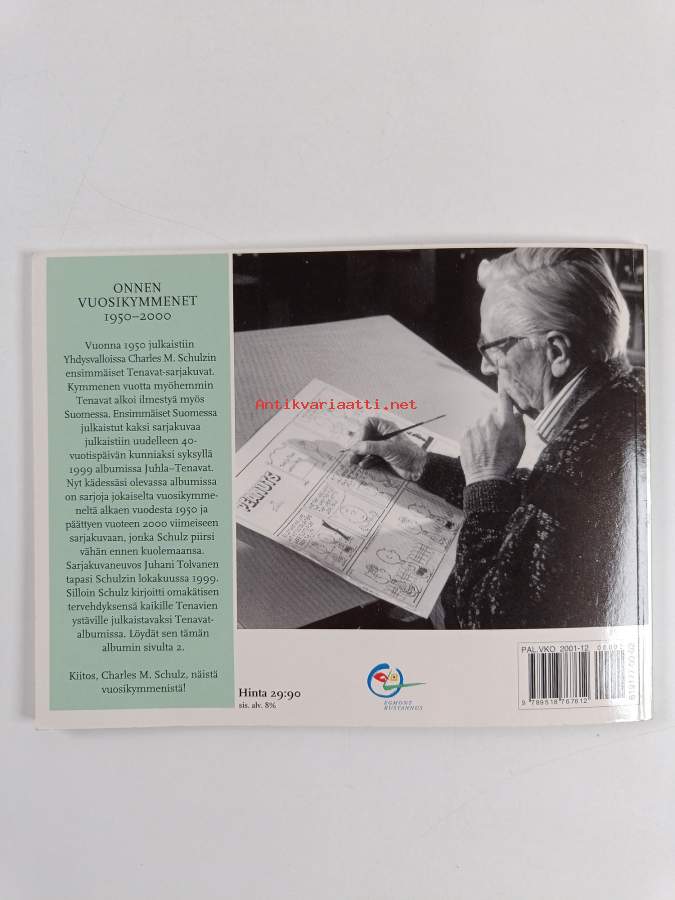 ONNEN
VUOSIKYMMENET
1950–2000
Vuonna 1950 julkaistiin
Yhdysvalloissa Charles M. Schulzin
ensimmäiset Tenavat-sarjakuvat.
Kymmenen vuotta myöhemmin
Tenavat alkoi ilmestyä myös
Suomessa. Ensimmäiset Suomessa
julkaistut kaksi sarjakuvaa
julkaistiin uudelleen 40-
vuotispäivän kunniaksi syksyllä
1999 albumissa Juhla–Tenavat.
Nyt kädessäsi olevassa albumissa
on sarjoja jokaiselta vuosikymme-
neltä alkaen vuodesta 1950 ja
päättyen vuoteen 2000 viimeiseen
sarjakuvaan, jonka Schulz piirsi
vähän ennen kuolemaansa.
Sarjakuvaneuvos Juhani Tolvanen
tapasi Schulzin lokakuussa 1999.
Silloin Schulz kirjoitti omakätisen
tervehdyksensä kaikille Tenavien
ystäville julkaistavaksi Tenavat-
albumissa. Löydät sen tämän
albumin sivulta 2.
Kiitos, Charles M. Schulz, näistä
vuosikymmenistä!
Antikvariaatti.net
PEANUTS
Hinta 29:90
sis. alv. 8%
EGMONT
KUSTANNUS
PAL.VKO 2001-12
9 789518 767612